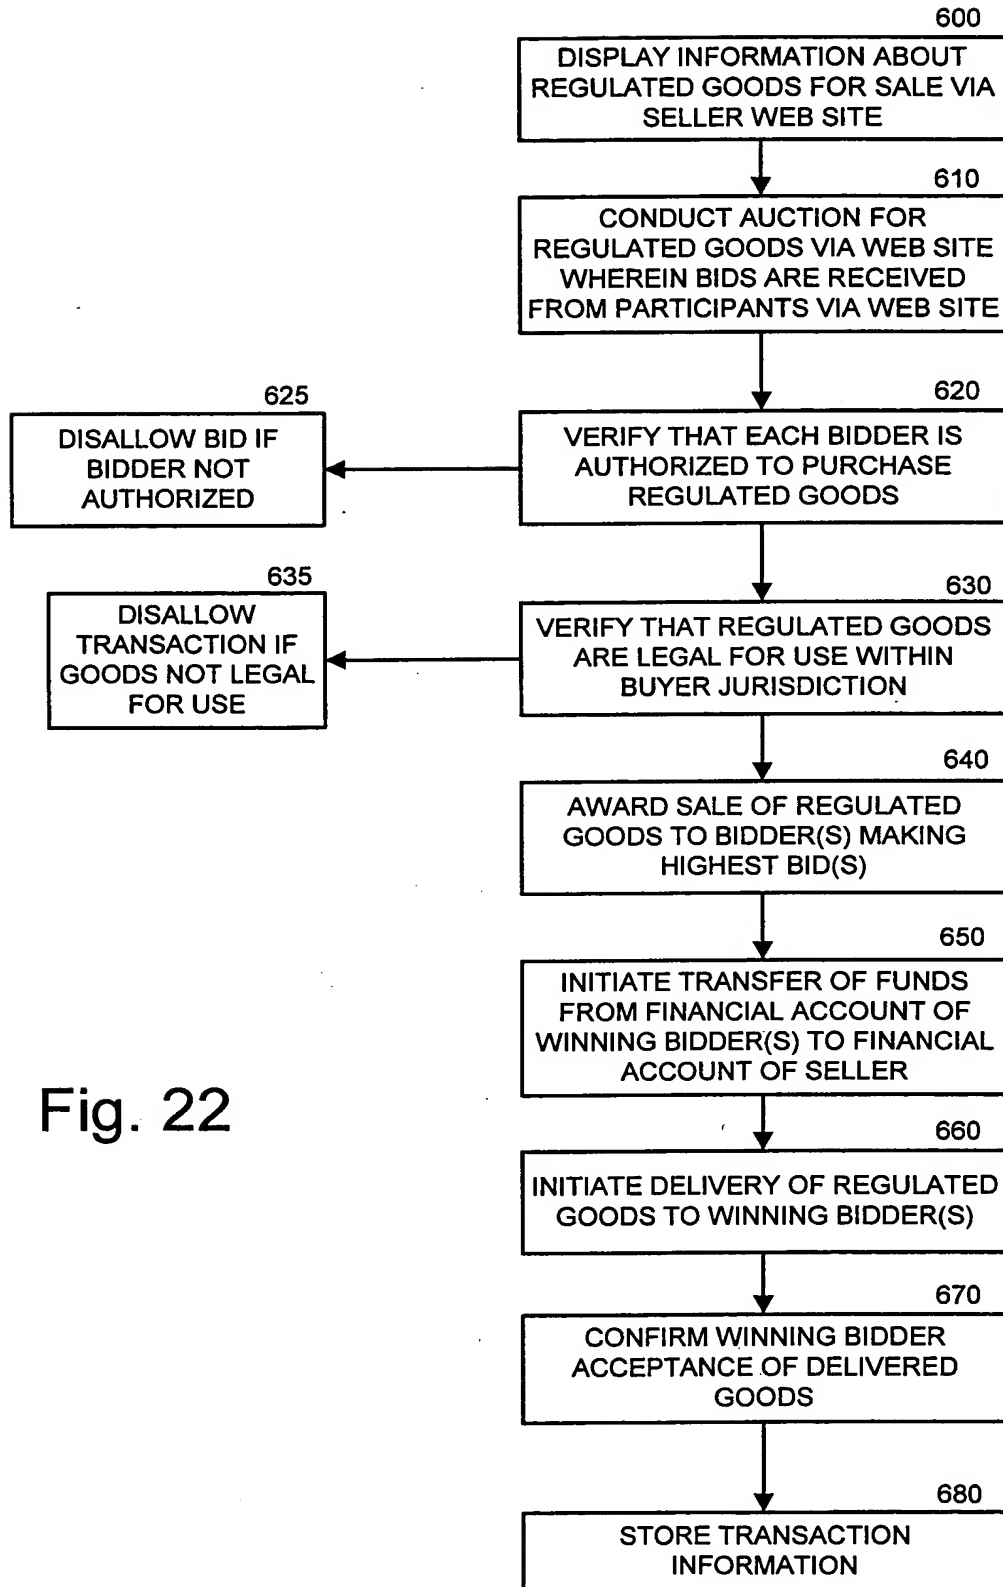 600
DISPLAY INFORMATION ABOUT
REGULATED GOODS FOR SALE VIA
SELLER WEB SITE
610
CONDUCT AUCTION FOR
REGULATED GOODS VIA WEB SITE
WHEREIN BIDS ARE RECEIVED
FROM PARTICIPANTS VIA WEB SITE
625
DISALLOW BID IF
BIDDER NOT
AUTHORIZED
620
VERIFY THAT EACH BIDDER IS
AUTHORIZED TO PURCHASE
REGULATED GOODS
635
DISALLOW
TRANSACTION IF
GOODS NOT LEGAL
FOR USE
630
VERIFY THAT REGULATED GOODS
ARE LEGAL FOR USE WITHIN
BUYER JURISDICTION
640
AWARD SALE OF REGULATED
GOODS TO BIDDER(S) MAKING
HIGHEST BID(S)
650
INITIATE TRANSFER OF FUNDS
FROM FINANCIAL ACCOUNT OF
WINNING BIDDER(S) TO FINANCIAL
ACCOUNT OF SELLER
Fig. 22
660
INITIATE DELIVERY OF REGULATED
GOODS TO WINNING BIDDER(S)
670
CONFIRM WINNING BIDDER
ACCEPTANCE OF DELIVERED
GOODS
680
STORE TRANSACTION
INFORMATION